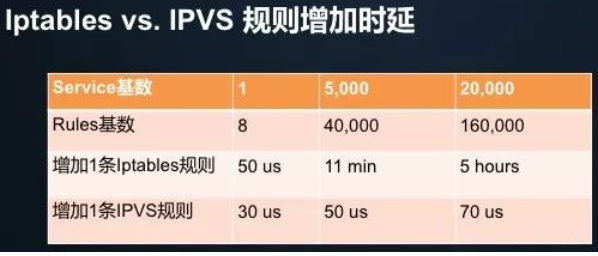 Iptables vs. IPVS 规则增加时延
Service基数 1 5,000 20,000
Rules基数 8 40,000 160,000
增加1条Iptables规则 50 us 11 min 5 hours
增加1条IPVS规则 30 us 50 us 70 us